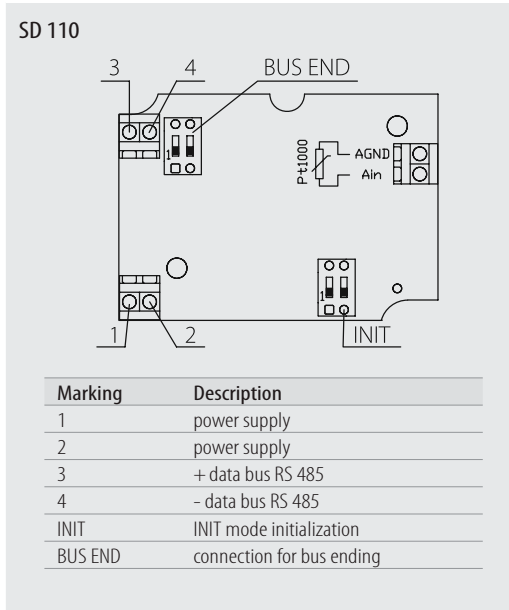 SD 110
3 4 BUS END
1
AGND
Pt1000
Ain
1
1 2 INIT
Marking Description
1 power supply
2 power supply
3 + data bus RS 485
4 - data bus RS 485
INIT INIT mode initialization
BUS END connection for bus ending